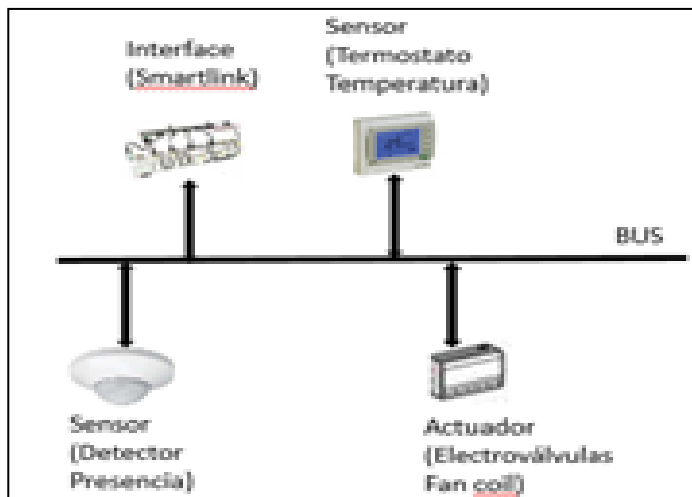 Interface
(Smartlink)
Sensor
(Termostato
Temperatura)
BUS
Sensor
(Detector
Presencia)
Actuador
(Electroválvulas
Fan coil)